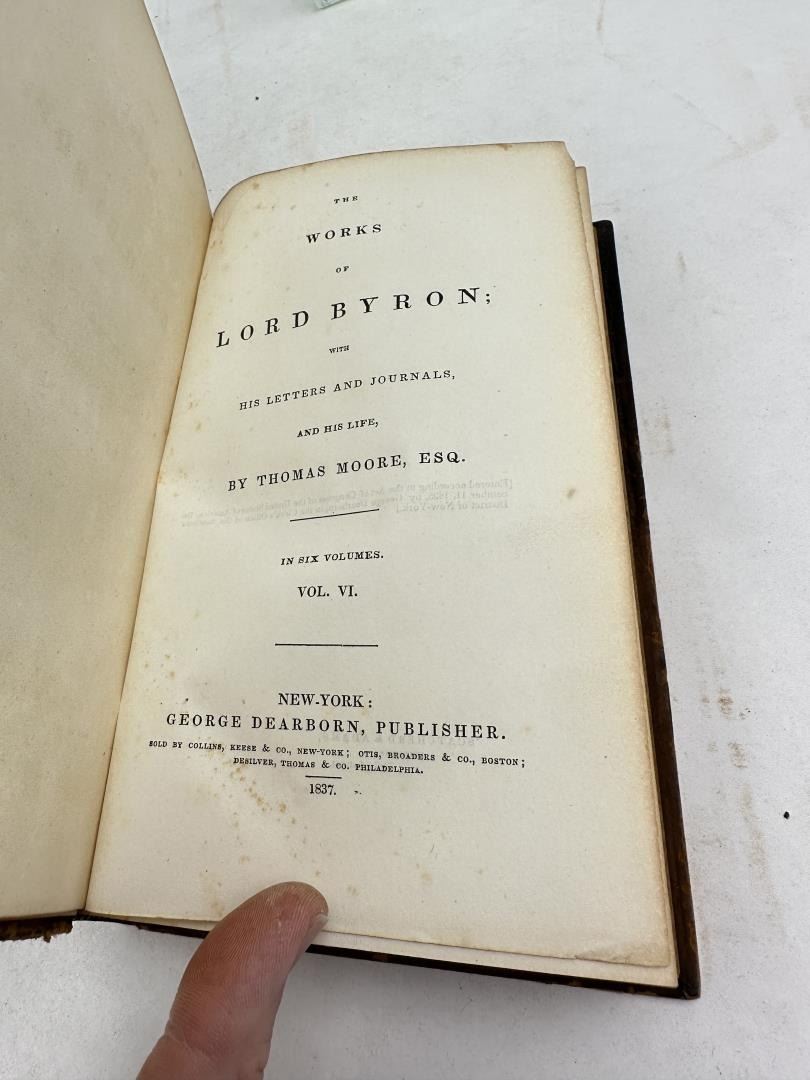 THE
WORKS
OF
LORD BYRON;
WITH
HIS LETTERS AND JOURNALS,
AND HIS LIFE,
BY THOMAS MOORE, ESQ.
IN SIX VOLUMES.
VOL. VI.
NEW-YORK:
GEORGE DEARBORN, PUBLISHER.
SOLD BY COLLINS, KEESE & CO., NEW-YORK; OTIS, BROADERS & CO., BOSTON;
DESILVER, THOMAS & CO. PHILADELPHIA.
1837.